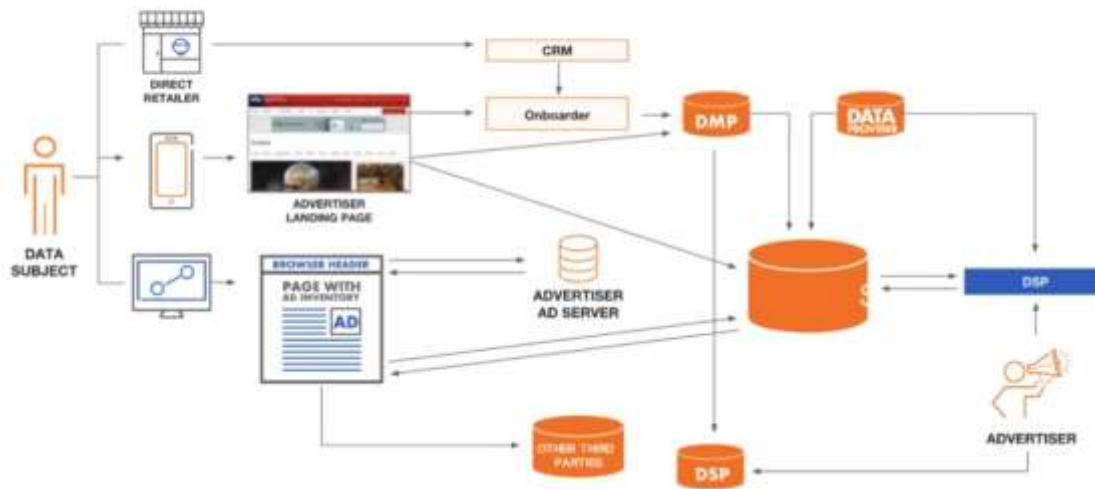 DIRECT
RETAILER
CRM
Onboarder
DMP
DATA
PROVIDER
ADVERTISER
LANDING PAGE
DATA
SUBJECT
BROWSER HEADER
PAGE WITH
AD INVENTORY
AD
ADVERTISER
AD SERVER
S
DSP
ADVERTISER
OTHER THIRD
PARTIES
DSP